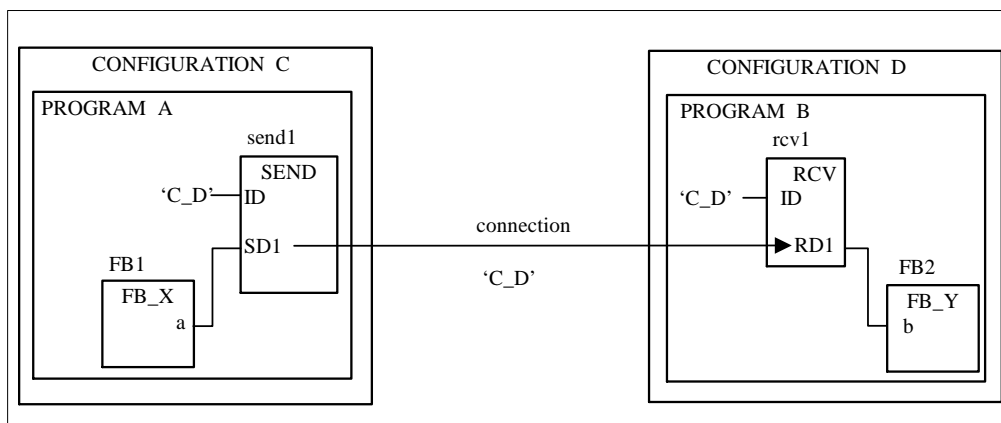 CONFIGURATION C
PROGRAM A
send1
SEND
‘C_D’
ID
SD1
FB1
FB_X
a
connection
‘C_D’
CONFIGURATION D
PROGRAM B
rcv1
RCV
‘C_D’
ID
RD1
FB2
FB_Y
b